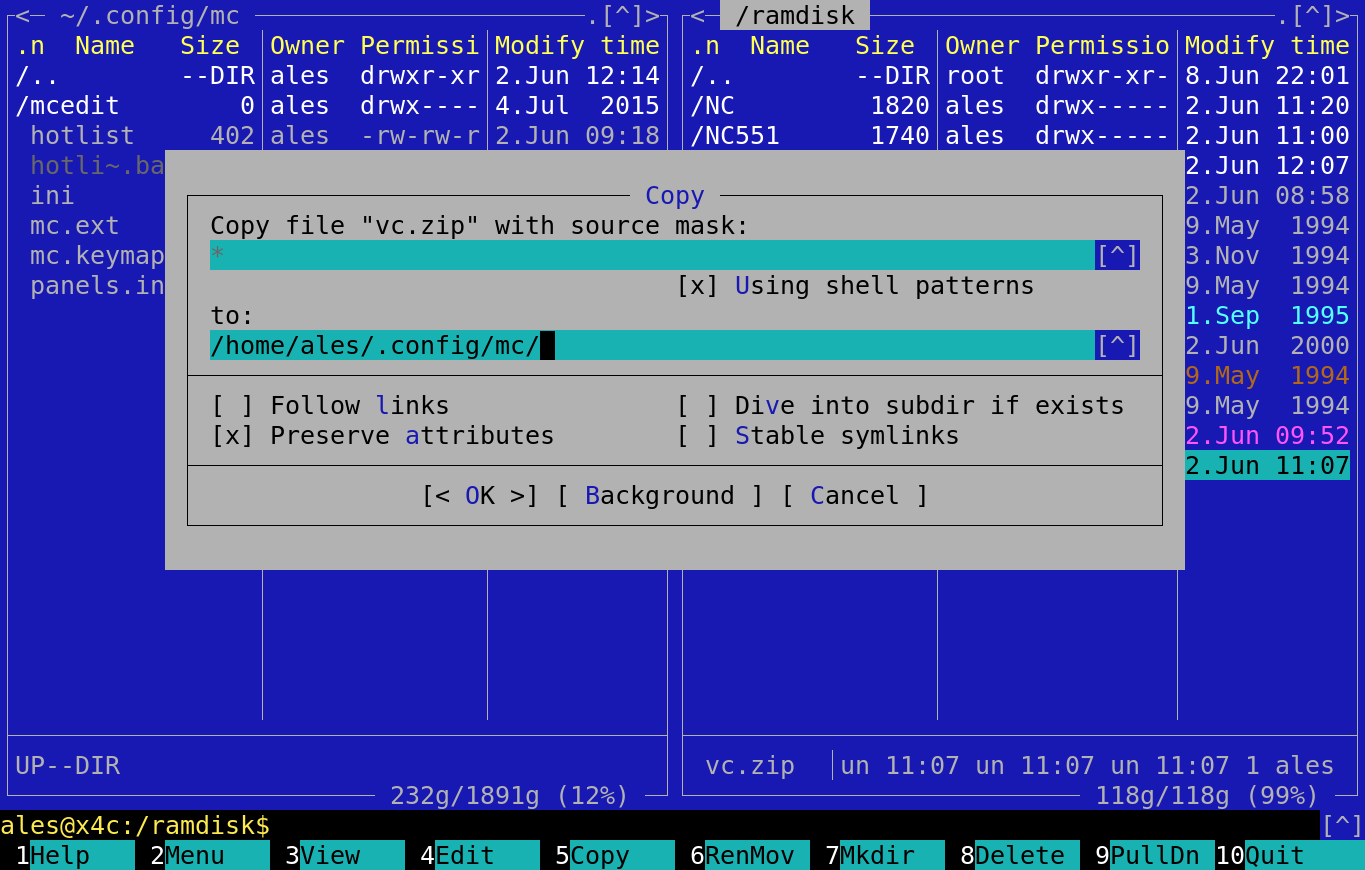 <─ ~/.config/mc ─.[^]> <─ /ramdisk ─.[^]>
.n Name Size Owner Permissi Modify time .n Name Size Owner Permissio Modify time
/.. --DIR ales drwxr-xr 2.Jun 12:14 /.. --DIR root drwxr-xr- 8.Jun 22:01
/mcedit 0 ales drwx---- 4.Jul 2015 /NC 1820 ales drwx----- 2.Jun 11:20
hotlist 402 ales -rw-rw-r 2.Jun 09:18 /NC551 1740 ales drwx----- 2.Jun 11:00
hotli~.ba 2.Jun 12:07
Copy
ini 2.Jun 08:58
mc.ext Copy file "vc.zip" with source mask: 9.May 1994
mc.keymap * [^] 3.Nov 1994
panels.in [x] Using shell patterns 9.May 1994
to: 1.Sep 1995
/home/ales/.config/mc/ [^] 2.Jun 2000
9.May 1994
[ ] Follow links [ ] Dive into subdir if exists 9.May 1994
[x] Preserve attributes [ ] Stable symlinks 2.Jun 09:52
2.Jun 11:07
[< OK >] [ Background ] [ Cancel ]
UP--DIR vc.zip un 11:07 un 11:07 un 11:07 1 ales
232g/1891g (12%) 118g/118g (99%)
ales@x4c:/ramdisk$ [^]
1Help 2Menu 3View 4Edit 5Copy 6RenMov 7Mkdir 8Delete 9PullDn 10Quit